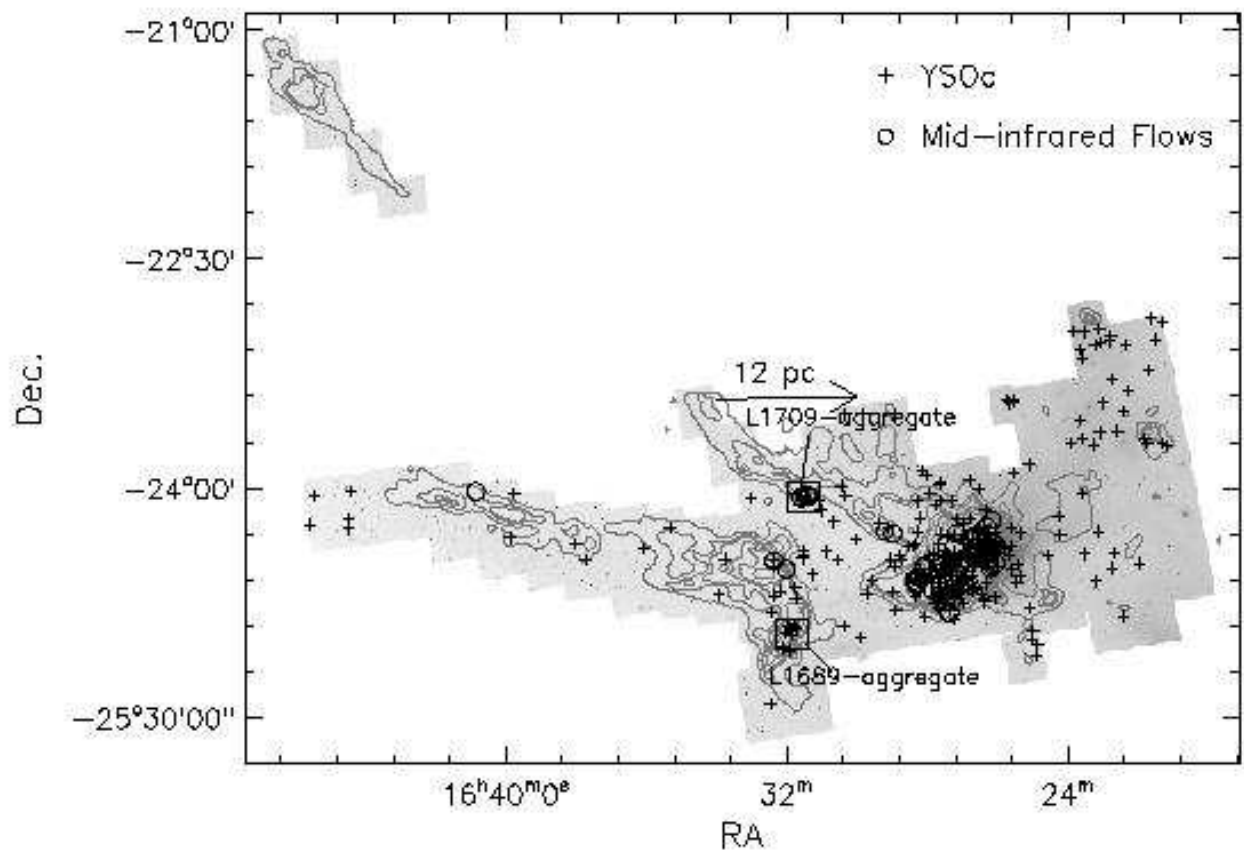 −21°00'
+ YSOc
o Mid−infrared Flows
−22°30'
Dec.
12 pc
L1709−aggregate
−24°00'
L1689−aggregate
−25°30'00"
16ʰ40ᵐ0ˢ
32ᵐ
24ᵐ
RA